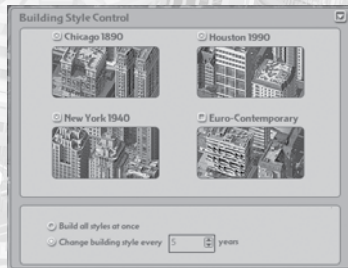 Building Style Control
Chicago 1890
Houston 1990
New York 1940
Euro-Contemporary
Build all styles at once
Change building style every 5 years